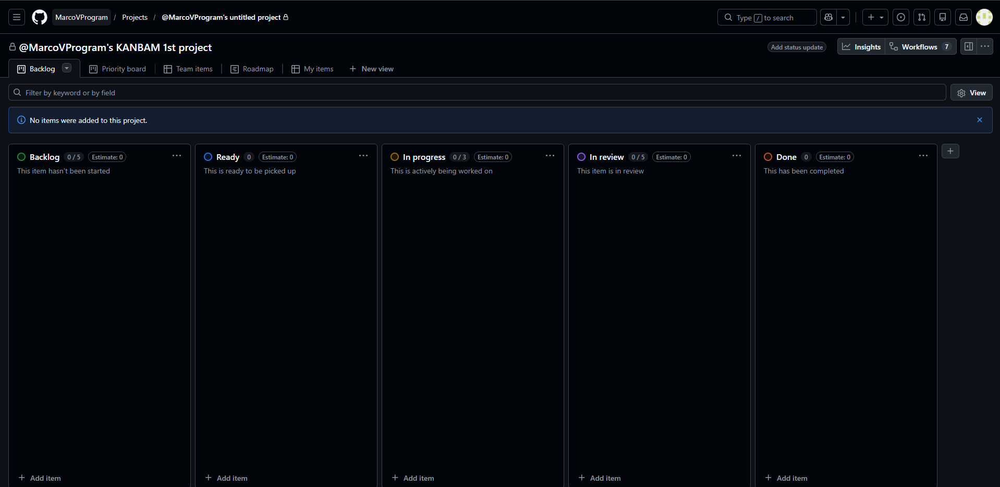 MarcoVProgram / Projects / @MarcoVProgram's untitled project
Type / to search
@MarcoVProgram's KANBAM 1st project
Add status update
Insights
Workflows 7
Backlog
Priority board
Team items
Roadmap
My items
New view
Filter by keyword or by field
View
No items were added to this project.
Backlog 0 / 5 Estimate: 0
This item hasn't been started
Ready 0 Estimate: 0
This is ready to be picked up
In progress 0 / 3 Estimate: 0
This is actively being worked on
In review 0 / 5 Estimate: 0
This item is in review
Done 0 Estimate: 0
This has been completed
+ Add item
+ Add item
+ Add item
+ Add item
+ Add item